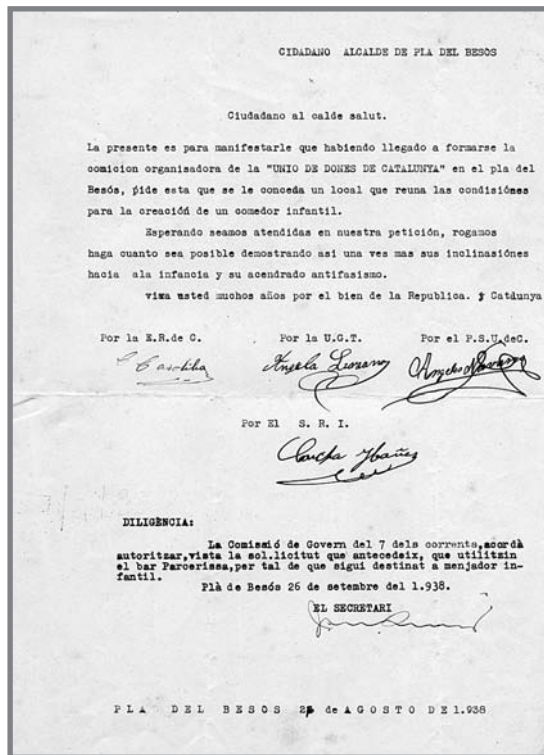 CIDADANO ALCALDE DE PLA DEL BESÓS
Ciudadano al calde salut.
La presente es para manifestarle que habiendo llegado a formarse la
comicion organisadora de la "UNIO DE DONES DE CATALUNYA" en el pla del
Besós, pide esta que se le conceda un local que reuna las condisiónes
para la creación de un comedor infantil.
Esperando seamos atendidas en nuestra petición, rogamos
haga cuanto sea posible demostrando asi una ves mas sus inclinasiónes
hacia ala infancia y su acendrado antifasismo.
viva usted muchos años por el bien de la Republica. y Catdunya
Por la E.R.de C. Por la U.G.T. Por el P.S.U.deC.
Angela
Por El S. R. I.
Concha Ibañez
DILIGÈNCIA:
La Comissió de Govern del 7 dels corrents,acordà
autoritzar,vista la sol.licitut que antecedeix, que utilitzin
el bar Parcerissa,per tal de que sigui destinat a menjador in-
fantil.
Plà de Besós 26 de setembre del 1.938.
EL SECRETARI
PLA DEL BESOS de AGOSTO DE 1.938